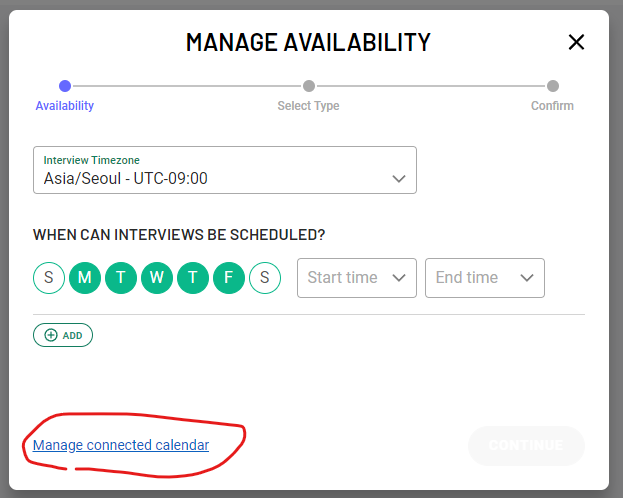 MANAGE AVAILABILITY
Availability
Select Type
Confirm
Interview Timezone
Asia/Seoul - UTC-09:00
WHEN CAN INTERVIEWS BE SCHEDULED?
S M T W T F S Start time End time
ADD
Manage connected calendar
CONTINUE